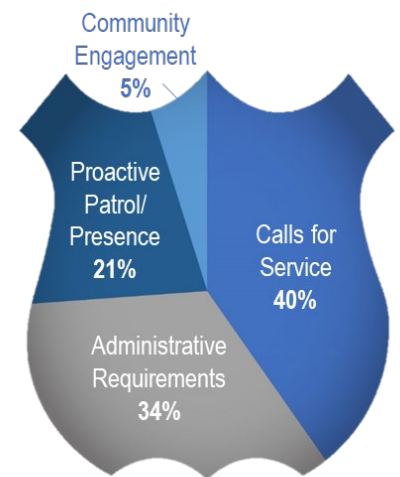 Community
Engagement
5%
Proactive
Patrol/
Presence
21%
Calls for
Service
40%
Administrative
Requirements
34%